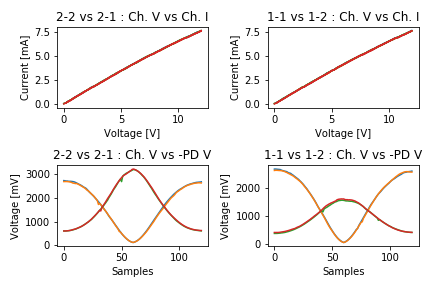 2-2 vs 2-1 : Ch. V vs Ch. I
1-1 vs 1-2 : Ch. V vs Ch. I
Current [mA]
7.5
5.0
2.5
0.0
0 5 10
Voltage [V]
Current [mA]
7.5
5.0
2.5
0.0
0 5 10
Voltage [V]
2-2 vs 2-1 : Ch. V vs -PD V
1-1 vs 1-2 : Ch. V vs -PD V
Voltage [mV]
3000
2000
1000
0
0 100
Samples
Voltage [mV]
2000
1000
0
0 100
Samples